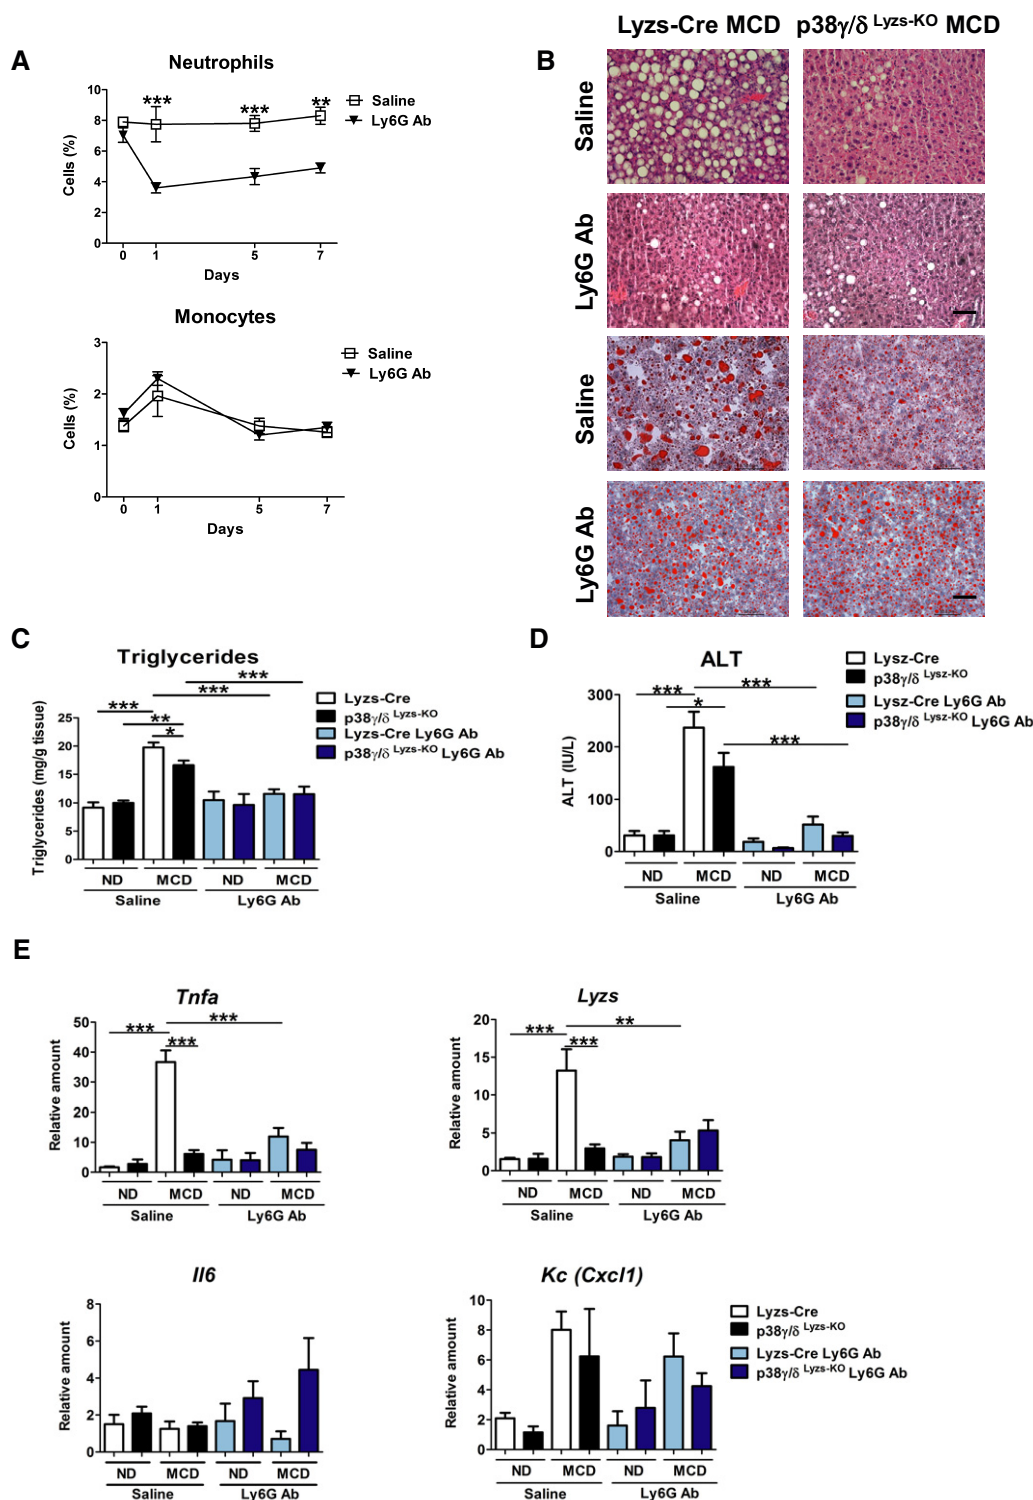 Lyzs-Cre MCD
p38γ/δ Lyzs-KO MCD
A
Neutrophils
Cells (%)
10
8
6
4
2
0
***
***
**
0 1 5 7
Days
Saline
Ly6G Ab
Monocytes
Cells (%)
3
2
1
0
0 1 5 7
Days
Saline
Ly6G Ab
B
Saline
Ly6G Ab
Saline
Ly6G Ab
C
Triglycerides
Triglycerides (mg/g tissue)
25
20
15
10
5
0
***
***
***
**
*
ND MCD ND MCD
Saline Ly6G Ab
Lyzs-Cre
p38γ/δ Lyzs-KO
Lyzs-Cre Ly6G Ab
p38γ/δ Lyzs-KO Ly6G Ab
D
ALT
ALT (IU/L)
300
200
100
0
*** ***
*
***
ND MCD ND MCD
Saline Ly6G Ab
Lysz-Cre
p38γ/δ Lysz-KO
Lysz-Cre Ly6G Ab
p38γ/δ Lysz-KO Ly6G Ab
E
Tnfa
Relative amount
50
40
30
20
10
0
***
***
***
ND MCD ND MCD
Saline Ly6G Ab
Lyzs
Relative amount
20
15
10
5
0
**
***
***
ND MCD ND MCD
Saline Ly6G Ab
Il6
Relative amount
8
6
4
2
0
ND MCD ND MCD
Saline Ly6G Ab
Kc (Cxcl1)
Relative amount
10
8
6
4
2
0
ND MCD ND MCD
Saline Ly6G Ab
Lyzs-Cre
p38γ/δ Lyzs-KO
Lyzs-Cre Ly6G Ab
p38γ/δ Lyzs-KO Ly6G Ab